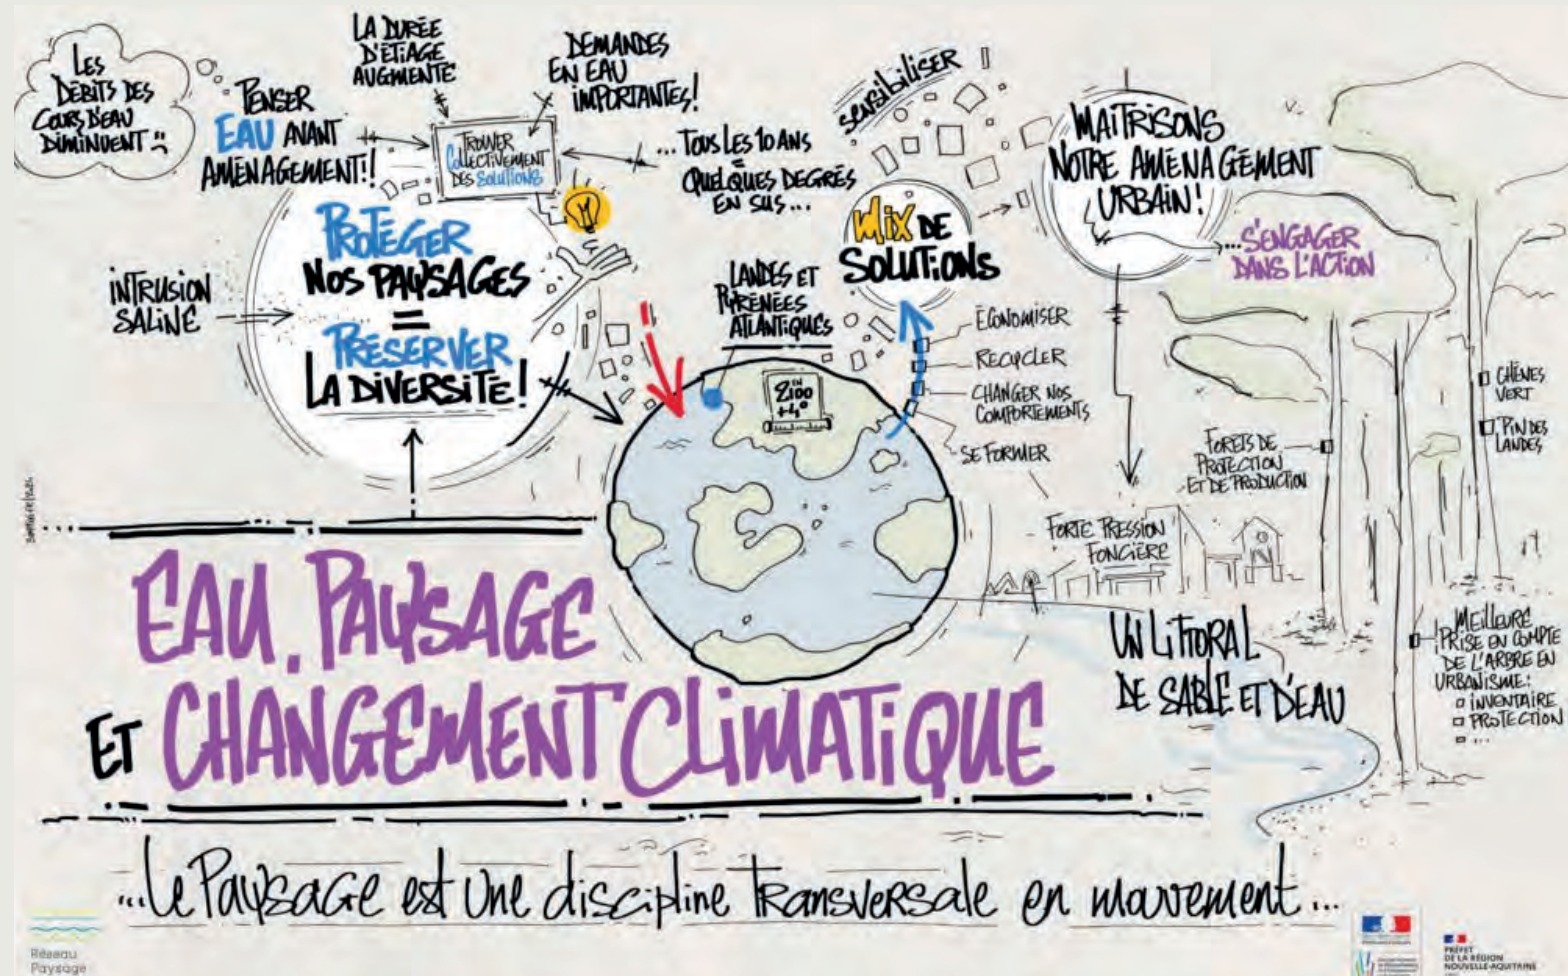 LES
DÉBITS DES
COURS D'EAU
DIMINUENT
PENSER
EAU AVANT
AMÉNAGEMENT!!
LA DURÉE
D'ÉTIAGE
AUGMENTE
DEMANDES
EN EAU
IMPORTANTES!
TROUVER
COLLECTIVEMENT
DES SOLUTIONS
... TOUS LES 10 ANS
=
QUELQUES DEGRÉS
EN SUS...
INTRUSION
SALINE
PROTÉGER
NOS PAYSAGES
=
PRÉSERVER
LA DIVERSITÉ!
LANDES ET
PYRÉNÉES
ATLANTIQUES
IN
2100
+4°
SENSIBILISER
MIX DE
SOLUTIONS
ÉCONOMISER
RECYCLER
CHANGER NOS
COMPORTEMENTS
SE FORMER
MAITRISONS
NOTRE AMÉNAGEMENT
URBAIN!
...S'ENGAGER
DANS L'ACTION
FORTE PRESSION
FONCIÈRE
FORETS DE
PROTECTION
ET DE PRODUCTION
CHÊNES
VERT
PIN DES
LANDES
UN LITTORAL
DE SABLE ET D'EAU
MEILLEURE
PRISE EN COMPTE
DE L'ARBRE EN
URBANISME:
INVENTAIRE
PROTECTION
...
EAU, PAYSAGE
ET CHANGEMENT CLIMATIQUE
...Le Paysage est une discipline transversale en mouvement...
Réseau
Paysage
PRÉFET
DE LA RÉGION
NOUVELLE-AQUITAINE